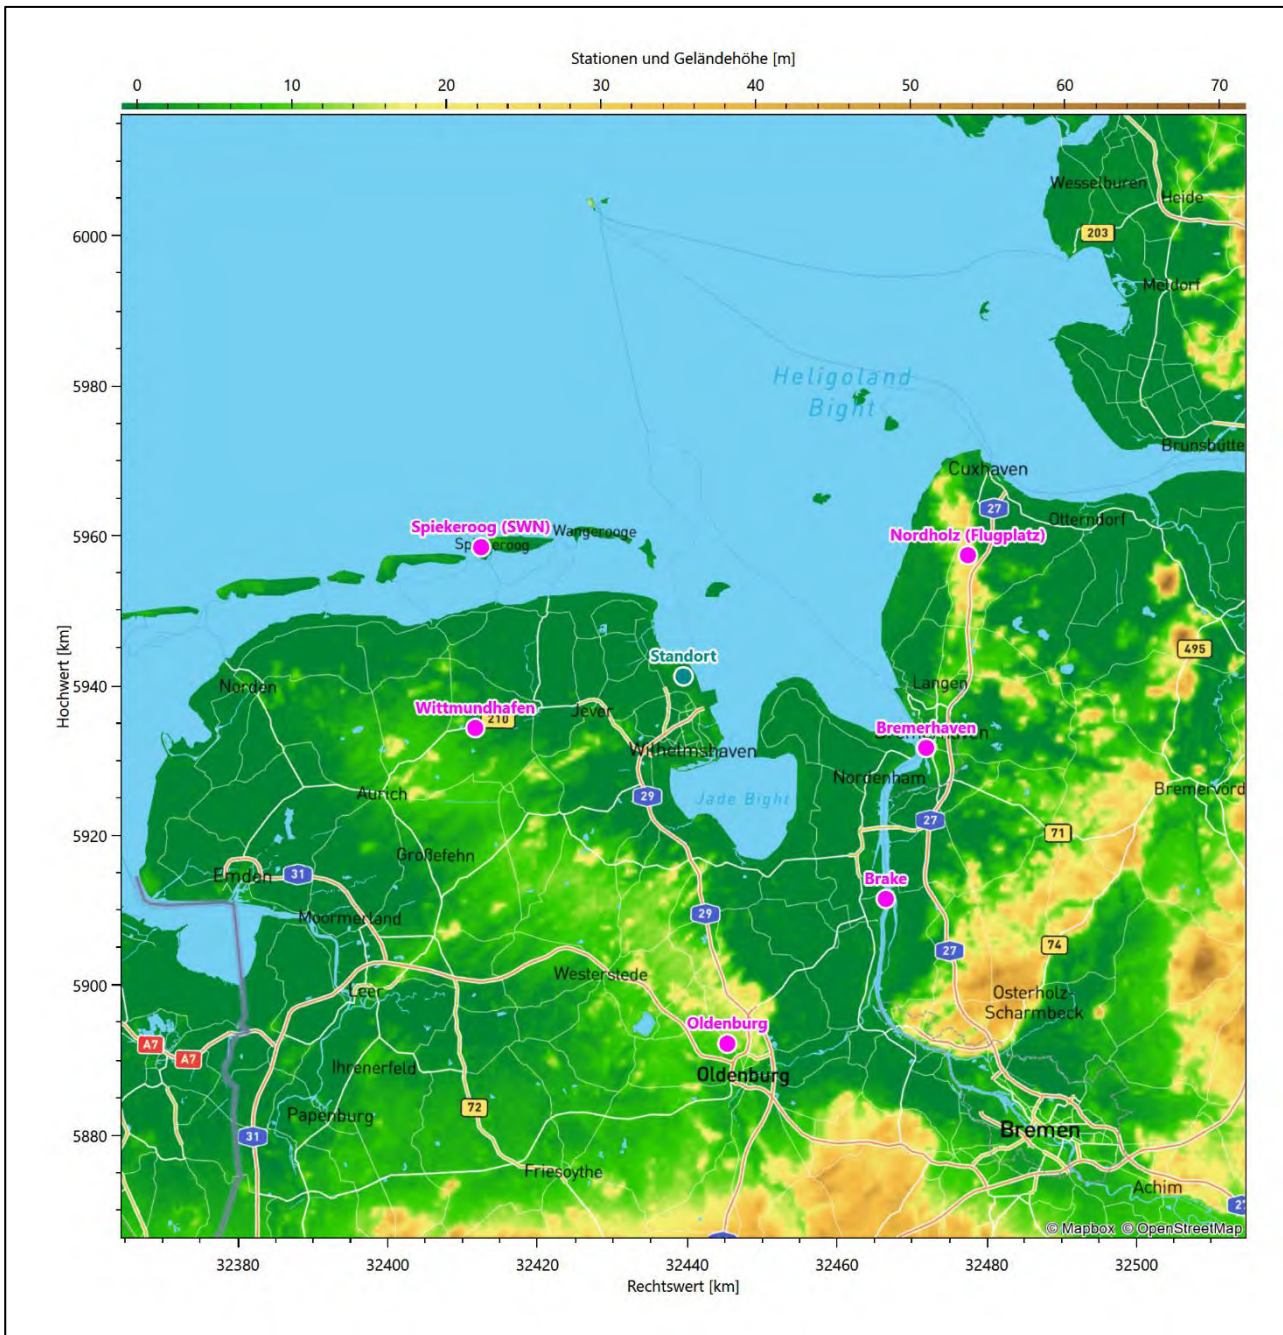 Stationen und Geländehöhe [m]
0 10 20 30 40 50 60 70
Wesselburen
Heide
6000
203
Meldorf
5980
Heligoland
Bight
Brunsbütte
Cuxhaven
27
Otterndorf
Spiekeroog (SWN)
Wangerooge
Nordholz (Flugplatz)
5960
Hochwert [km]
Standort
495
5940
Norden
Langen
Wittmundhafen
210
Jever
Bremerhaven
Wilhelmshaven
Nordenham
Aurich
29
Jade Bight
Bremervörd
5920
27
71
Großefehn
Emden
31
Brake
Moormerland
29
74
27
Westerstede
5900
Leer
Osterholz-
Scharmbeck
Oldenburg
A7
A7
Ihrenerfeld
Oldenburg
72
Papenburg
31
5880
Bremen
Friesoythe
Achim
27
© Mapbox © OpenStreetMap
32380 32400 32420 32440 32460 32480 32500
Rechtswert [km]